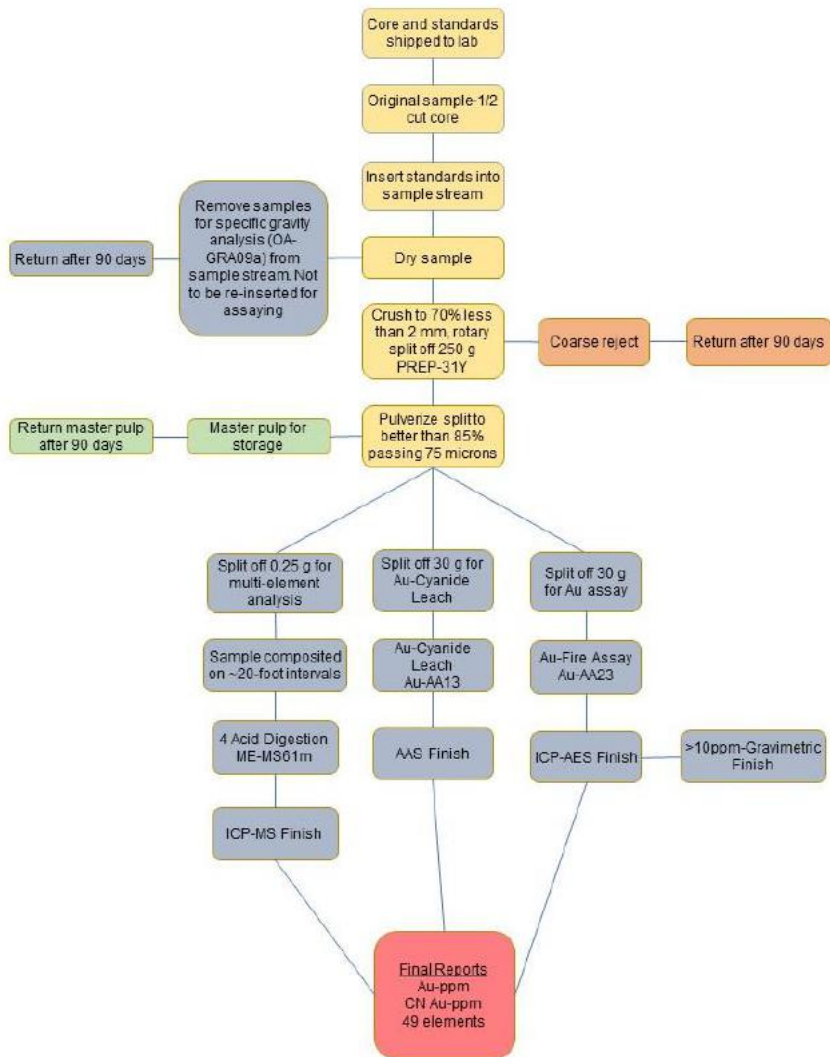 Core and standards
shipped to lab
Original sample-1/2
cut core
Insert standards into
sample stream
Remove samples
for specific gravity
analysis (OA-
GRA09a) from
sample stream. Not
to be re-inserted for
assaying
Return after 90 days
Dry sample
Crush to 70% less
than 2 mm, rotary
split off 250 g
PREP-31Y
Coarse reject
Return after 90 days
Return master pulp
after 90 days
Master pulp for
storage
Pulverize split to
better than 85%
passing 75 microns
Split off 0.25 g for
multi-element
analysis
Split off 30 g for
Au-Cyanide
Leach
Split off 30 g
for Au assay
Sample composited
on ~20-foot intervals
Au-Cyanide
Leach
Au-AA13
Au-Fire Assay
Au-AA23
4 Acid Digestion
ME-MS61m
AAS Finish
ICP-AES Finish
>10ppm-Gravimetric
Finish
ICP-MS Finish
Final Reports
Au-ppm
CN Au-ppm
49 elements